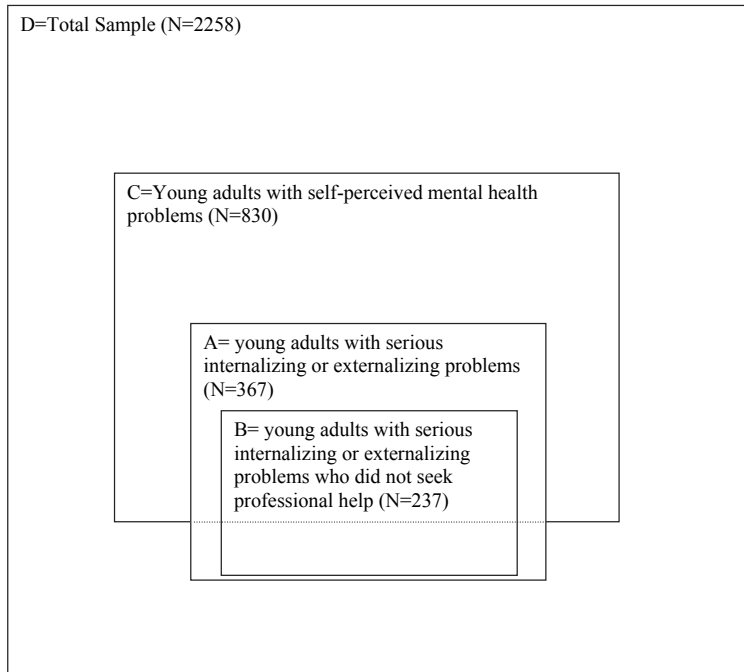 D=Total Sample (N=2258)
C=Young adults with self-perceived mental health
problems (N=830)
A= young adults with serious
internalizing or externalizing problems
(N=367)
B= young adults with serious
internalizing or externalizing
problems who did not seek
professional help (N=237)